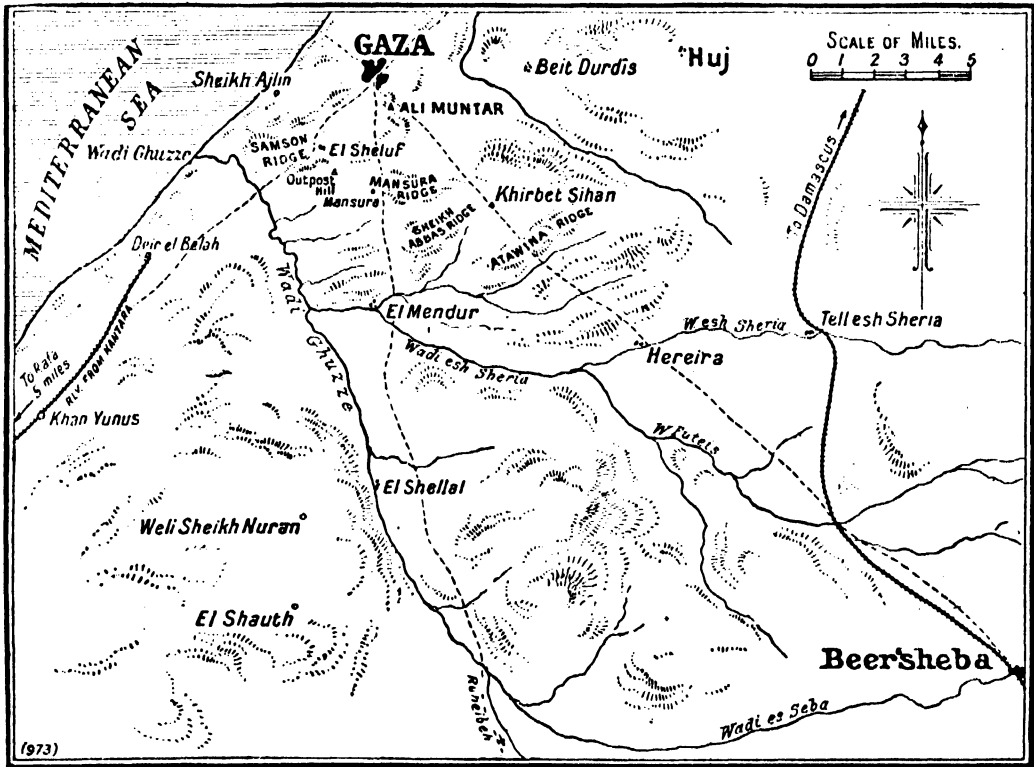 MEDITERRANEAN
SEA
GAZA
Sheikh Ajlin
Beit Durdis
Huj
SCALE OF MILES.
0 1 2 3 4 5
ALI MUNTAR
Wadi Ghuzze
SAMSON
RIDGE
El Sheluf
Outpost
Hill
Mansura
MANSURA
RIDGE
Khirbet Sihan
SHEIKH
ABBAS RIDGE
ATAWINA RIDGE
To Damascus
Deir el Belah
Wadi Ghuzze
El Mendur
Wadi esh Sheria
W. esh Sheria
Tell esh Sheria
Hereira
To Rafa
5 miles
RLY. FROM KANTARA
Khan Yunus
W. Futeis
El Shellal
Weli Sheikh Nuran
El Shauth
Beer'sheba
Ruheibeh
Wadi es Seba
(973)